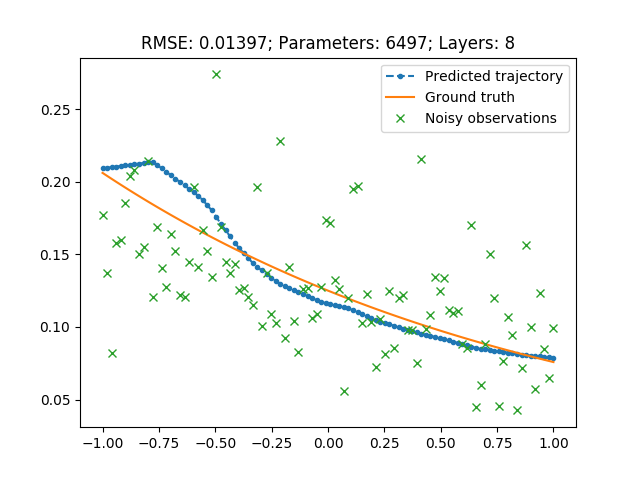 RMSE: 0.01397; Parameters: 6497; Layers: 8
Predicted trajectory
Ground truth
Noisy observations
0.25
0.20
0.15
0.10
0.05
−1.00 −0.75 −0.50 −0.25 0.00 0.25 0.50 0.75 1.00